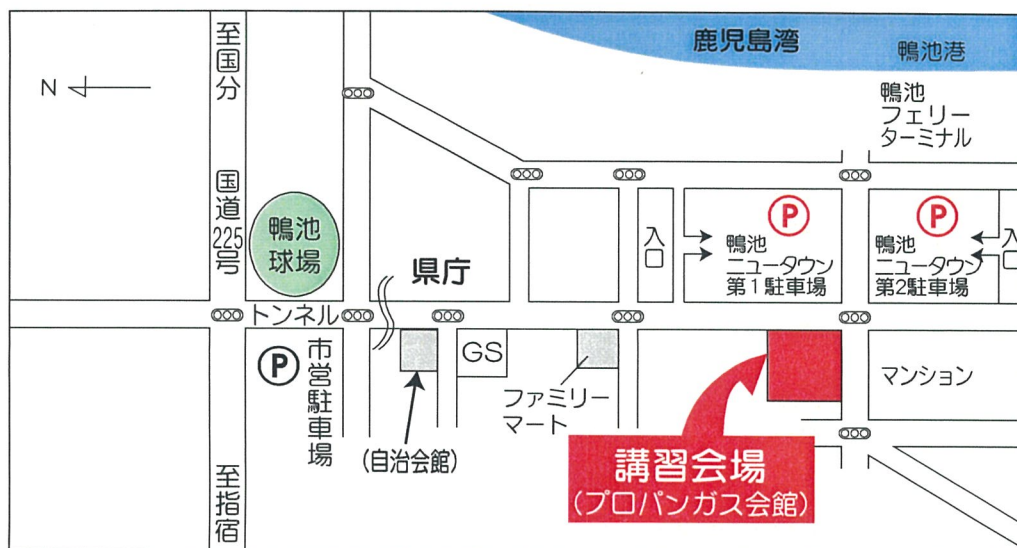 至国分
鹿児島湾
鴨池港
N
鴨池
フェリー
ターミナル
国道
225号
鴨池
球場
入口
P
鴨池
ニュータウン
第1駐車場
P
鴨池
ニュータウン
第2駐車場
入口
県庁
トンネル
P
市営駐車場
GS
ファミリー
マート
マンション
(自治会館)
講習会場
(プロパンガス会館)
至指宿